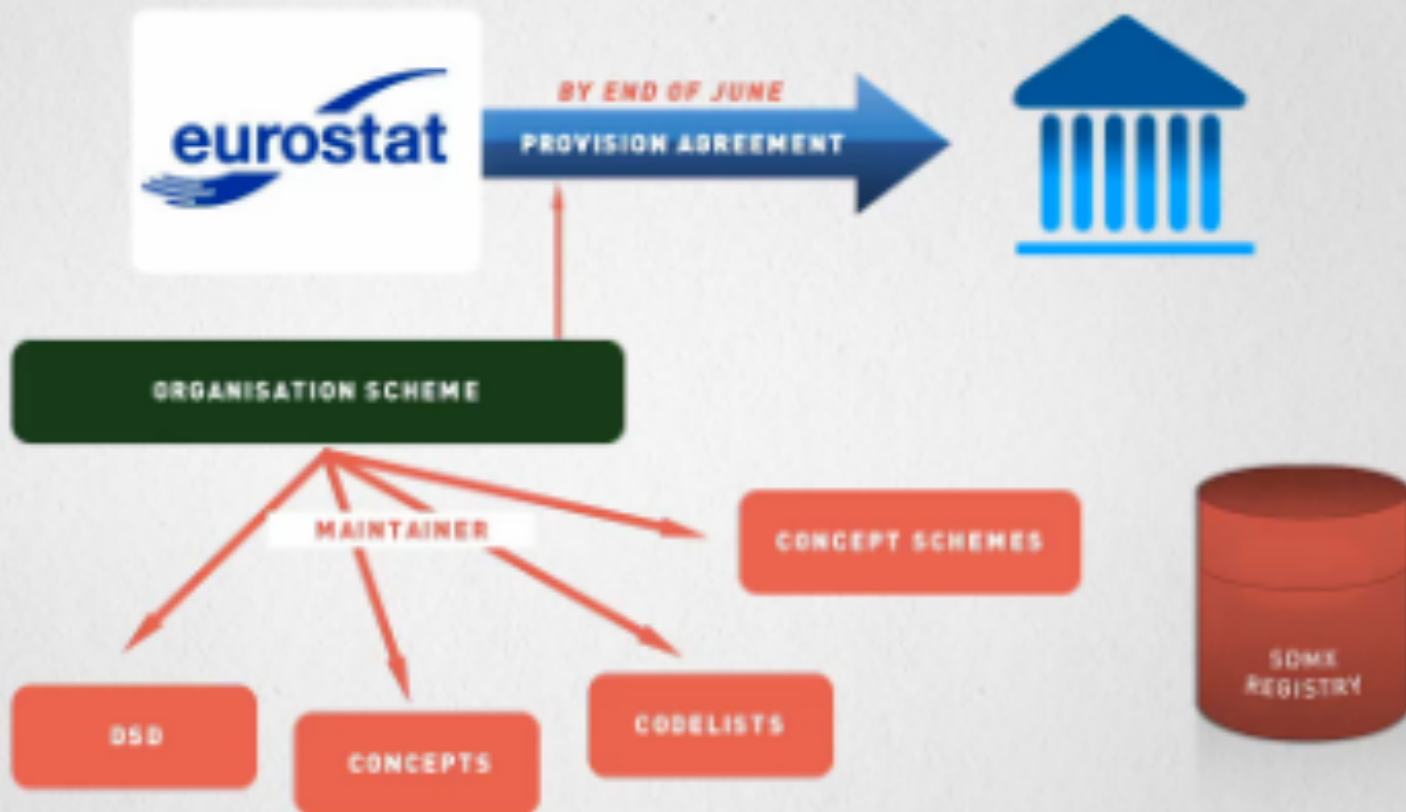 eurostat
BY END OF JUNE
PROVISION AGREEMENT
ORGANISATION SCHEME
MAINTAINER
CONCEPT SCHEMES
DSD
CONCEPTS
CODELISTS
SDMX
REGISTRY